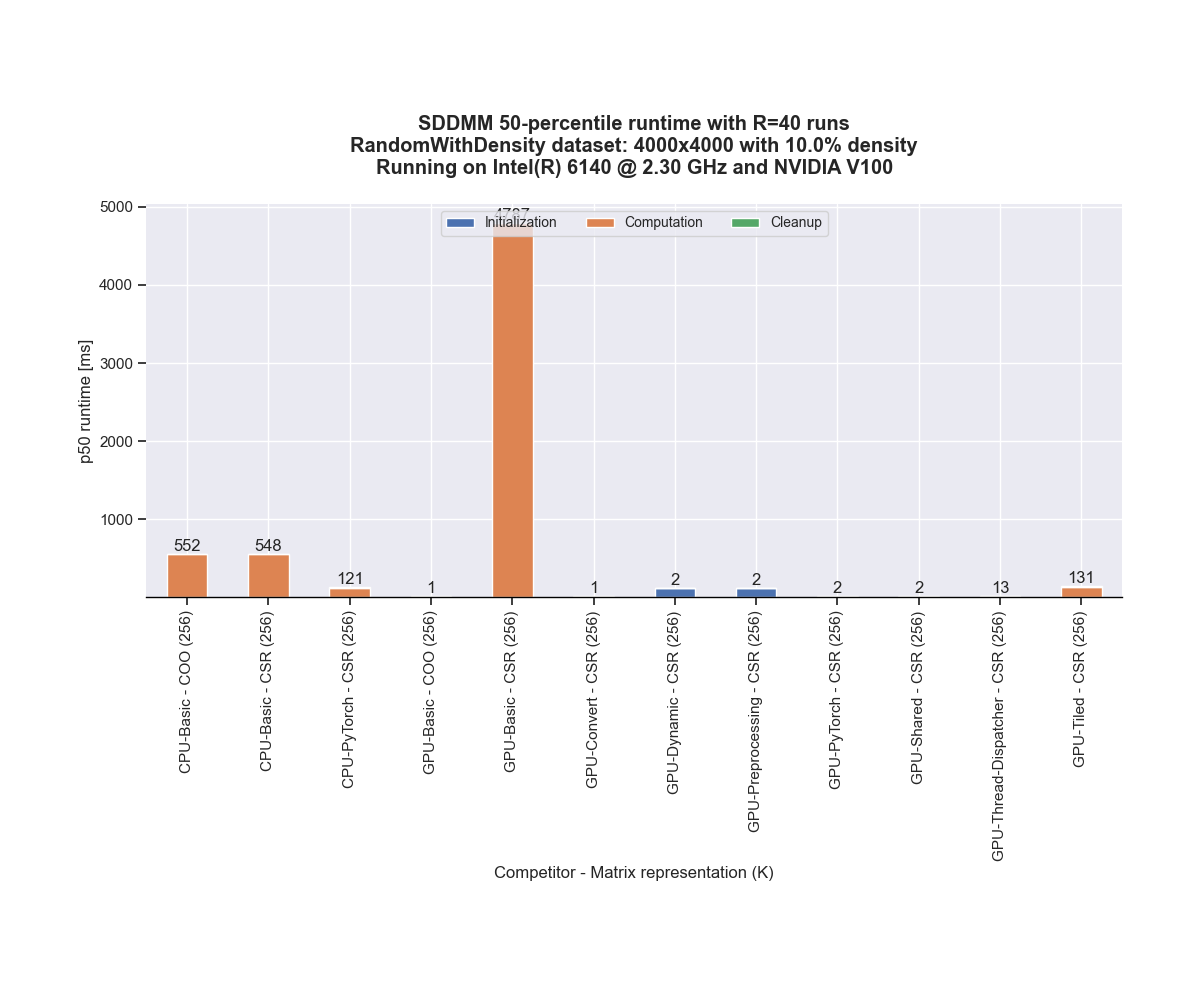 SDDMM 50-percentile runtime with R=40 runs
RandomWithDensity dataset: 4000x4000 with 10.0% density
Running on Intel(R) 6140 @ 2.30 GHz and NVIDIA V100
Initialization
Computation
Cleanup
p50 runtime [ms]
5000
4000
3000
2000
1000
552
548
121
1
1
2
2
2
2
13
131
CPU-Basic - COO (256)
CPU-Basic - CSR (256)
CPU-PyTorch - CSR (256)
GPU-Basic - COO (256)
GPU-Basic - CSR (256)
GPU-Convert - CSR (256)
GPU-Dynamic - CSR (256)
GPU-Preprocessing - CSR (256)
GPU-PyTorch - CSR (256)
GPU-Shared - CSR (256)
GPU-Thread-Dispatcher - CSR (256)
GPU-Tiled - CSR (256)
Competitor - Matrix representation (K)